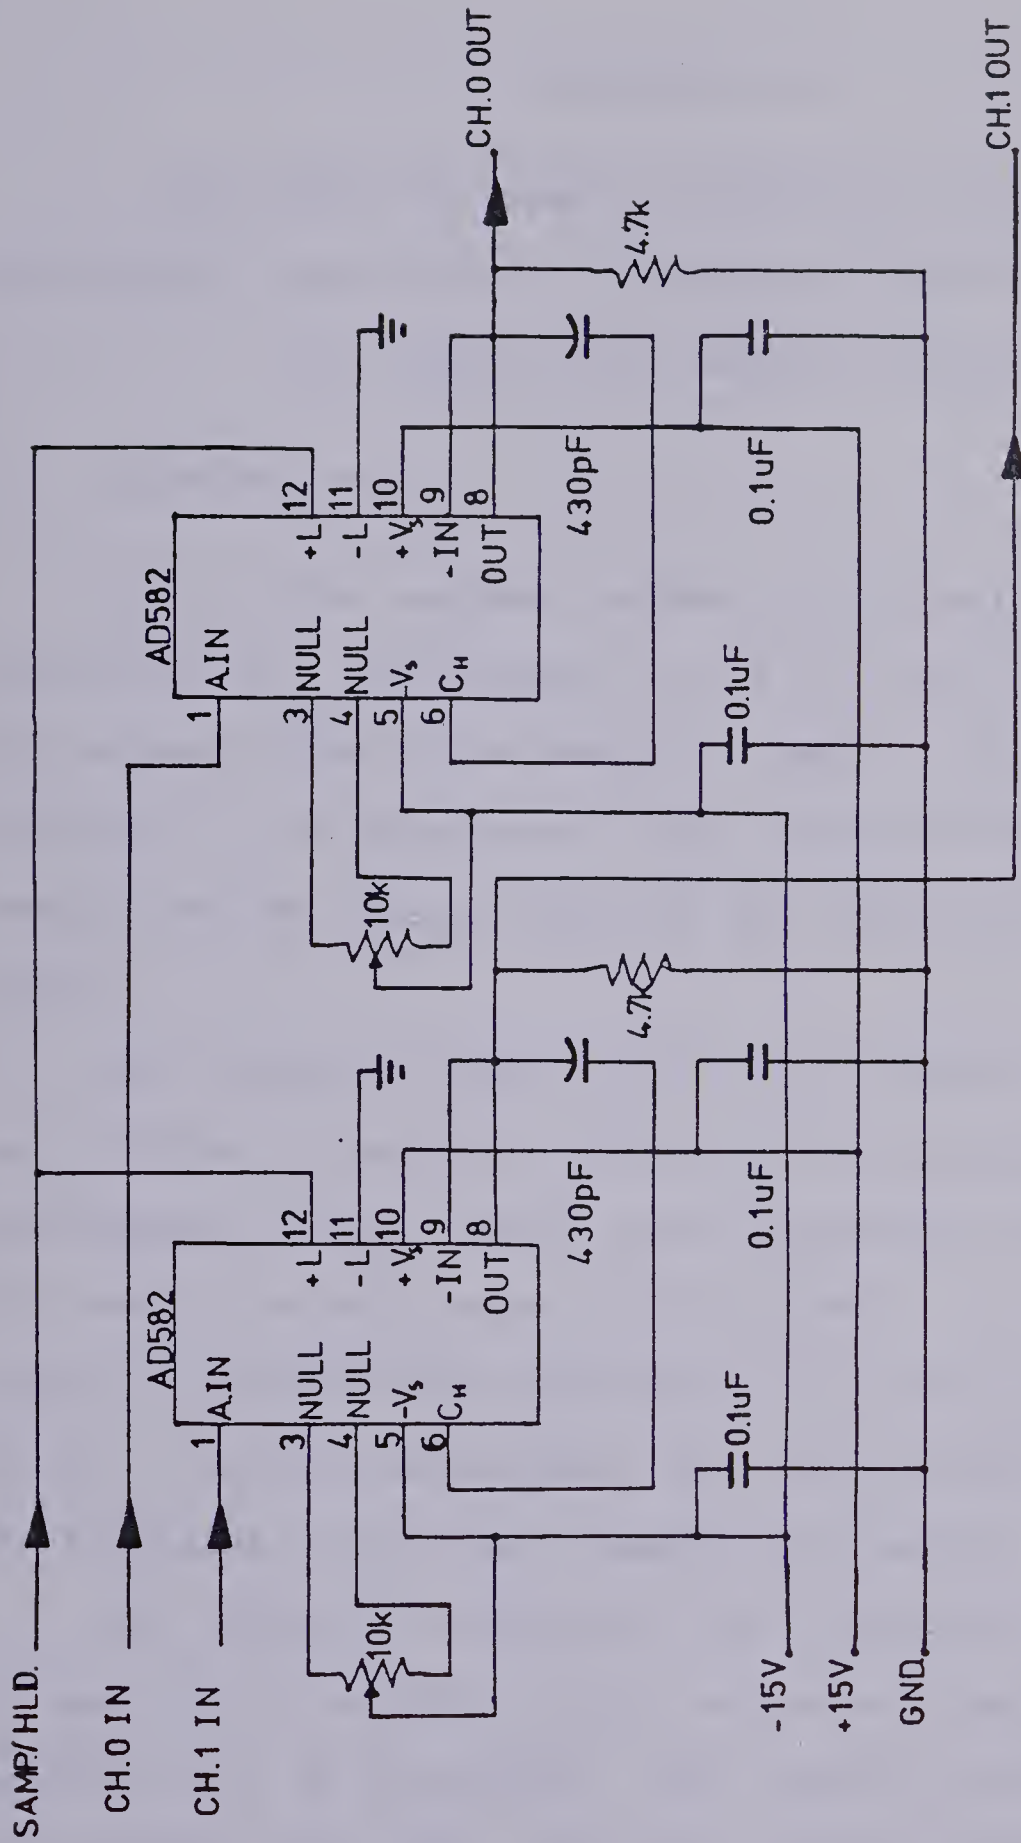 SAMP./HLD.
CH.0 IN
CH.1 IN
AD582
1
A.IN
3
NULL
4
NULL
5
-Vs
6
CH
12
+L
11
-L
10
+Vs
9
-IN
8
OUT
10k
430pF
4.7k
0.1uF
0.1uF
AD582
1
A.IN
3
NULL
4
NULL
5
-Vs
6
CH
12
+L
11
-L
10
+Vs
9
-IN
8
OUT
10k
430pF
4.7k
0.1uF
0.1uF
CH.0 OUT
CH.1 OUT
-15V
+15V
GND.